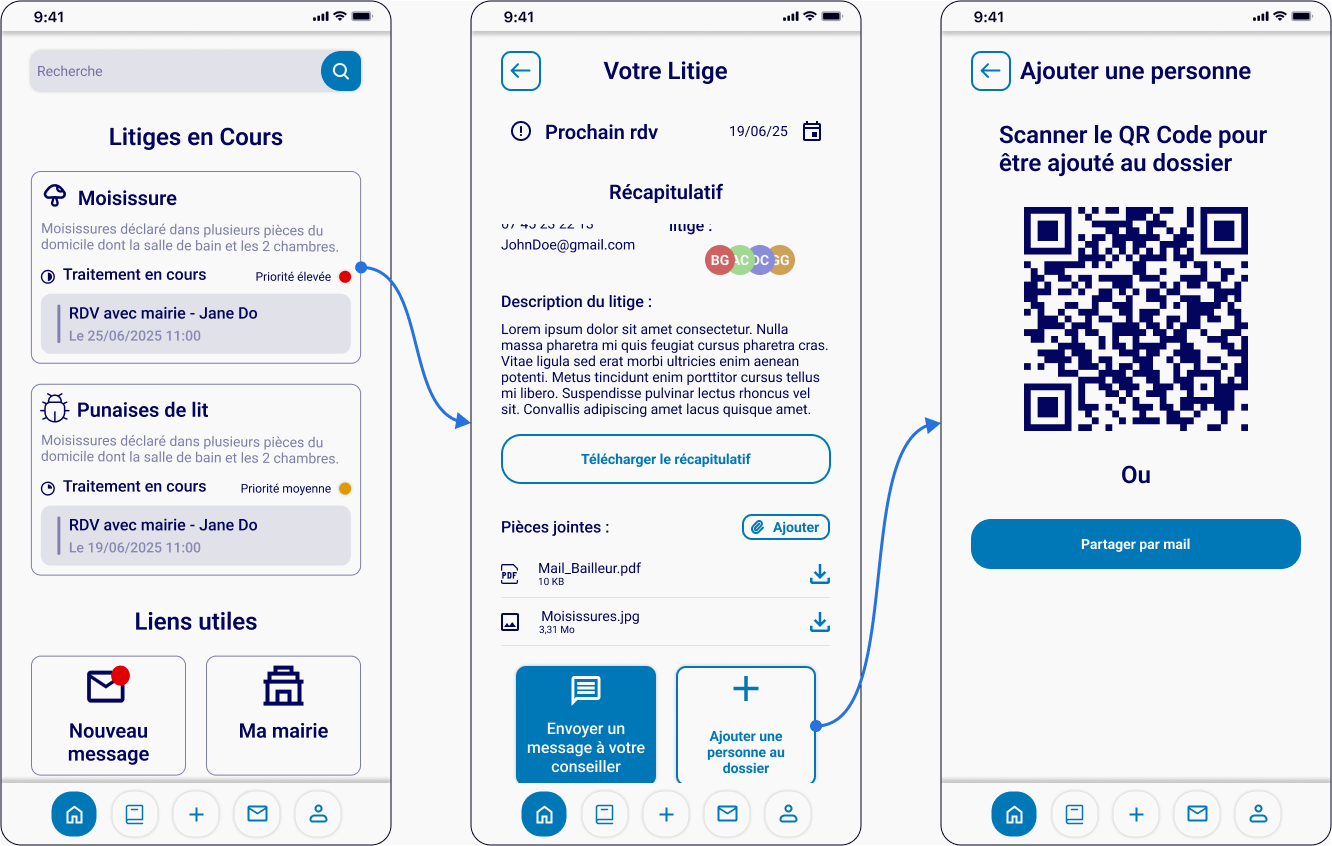 9:41
Recherche
Litiges en Cours
Moisissure
Moisissures déclaré dans plusieurs pièces du
domicile dont la salle de bain et les 2 chambres.
Traitement en cours
Priorité élevée
RDV avec mairie - Jane Do
Le 25/06/2025 11:00
Punaises de lit
Moisissures déclaré dans plusieurs pièces du
domicile dont la salle de bain et les 2 chambres.
Traitement en cours
Priorité moyenne
RDV avec mairie - Jane Do
Le 19/06/2025 11:00
Liens utiles
Nouveau
message
Ma mairie
9:41
Votre Litige
Prochain rdv
19/06/25
Récapitulatif
litige :
JohnDoe@gmail.com
BG AC DC GG
Description du litige :
Lorem ipsum dolor sit amet consectetur. Nulla
massa pharetra mi quis feugiat cursus pharetra cras.
Vitae ligula sed erat morbi ultricies enim aenean
potenti. Metus tincidunt enim porttitor cursus tellus
mi libero. Suspendisse pulvinar lectus rhoncus vel
sit. Convallis adipiscing amet lacus quisque amet.
Télécharger le récapitulatif
Pièces jointes :
Ajouter
PDF
Mail_Bailleur.pdf
10 KB
Moisissures.jpg
3,31 Mo
Envoyer un
message à votre
conseiller
Ajouter une
personne au
dossier
9:41
Ajouter une personne
Scanner le QR Code pour
être ajouté au dossier
Ou
Partager par mail